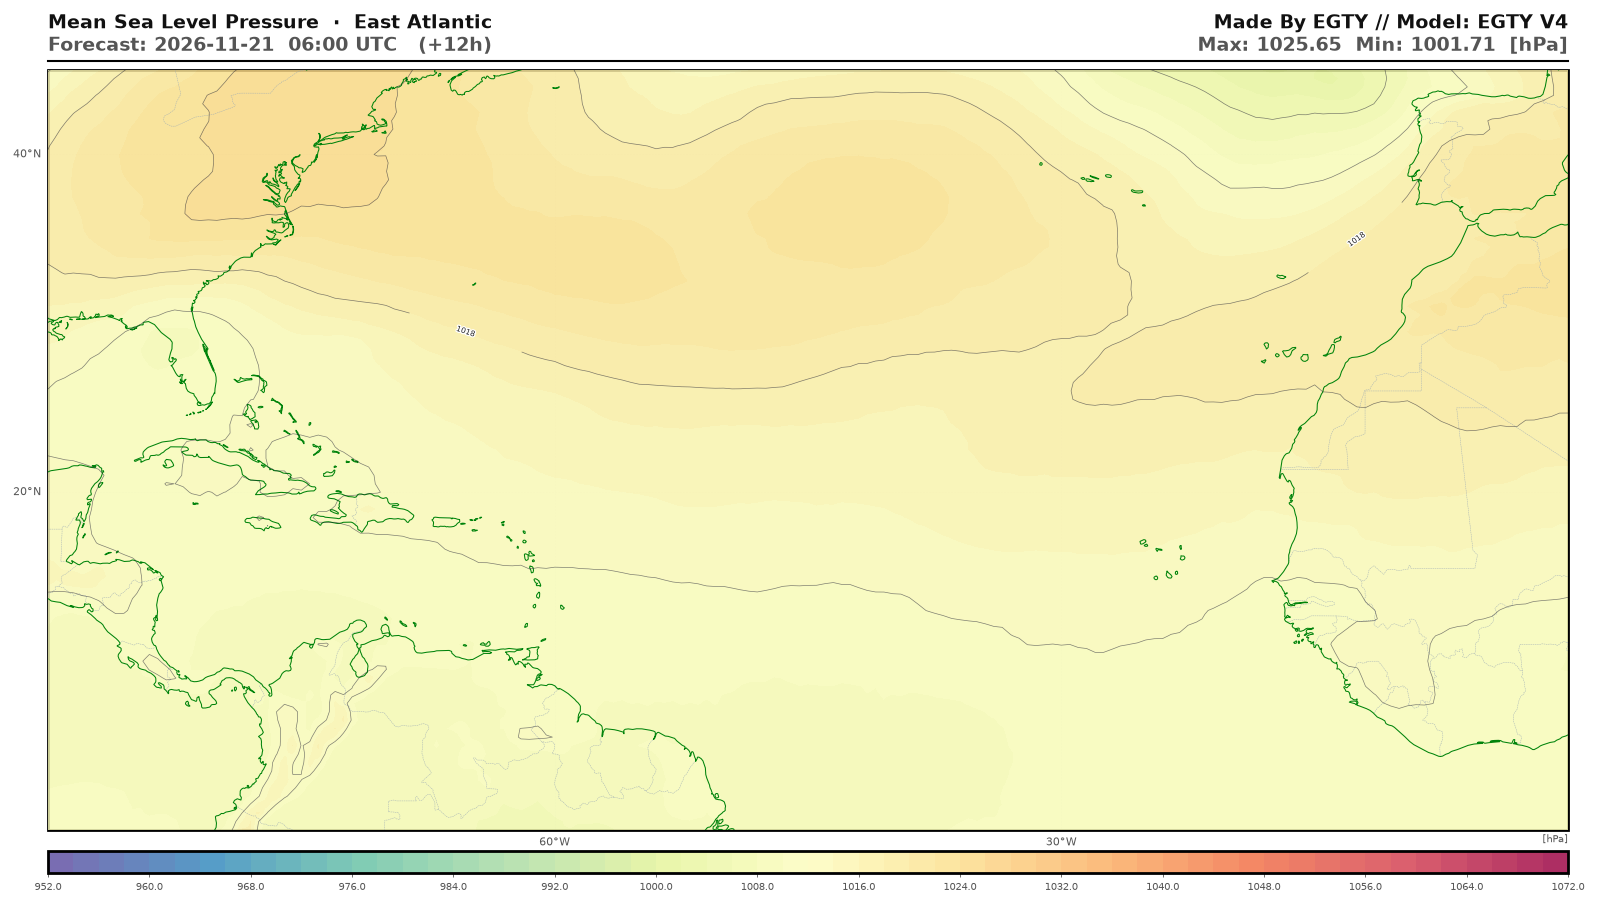 Mean Sea Level Pressure · East Atlantic
Made By EGTY // Model: EGTY V4
Forecast: 2026-11-21 06:00 UTC (+12h)
Max: 1025.65 Min: 1001.71 [hPa]
40°N
1018
1018
20°N
60°W
30°W
[hPa]
952.0 960.0 968.0 976.0 984.0 992.0 1000.0 1008.0 1016.0 1024.0 1032.0 1040.0 1048.0 1056.0 1064.0 1072.0